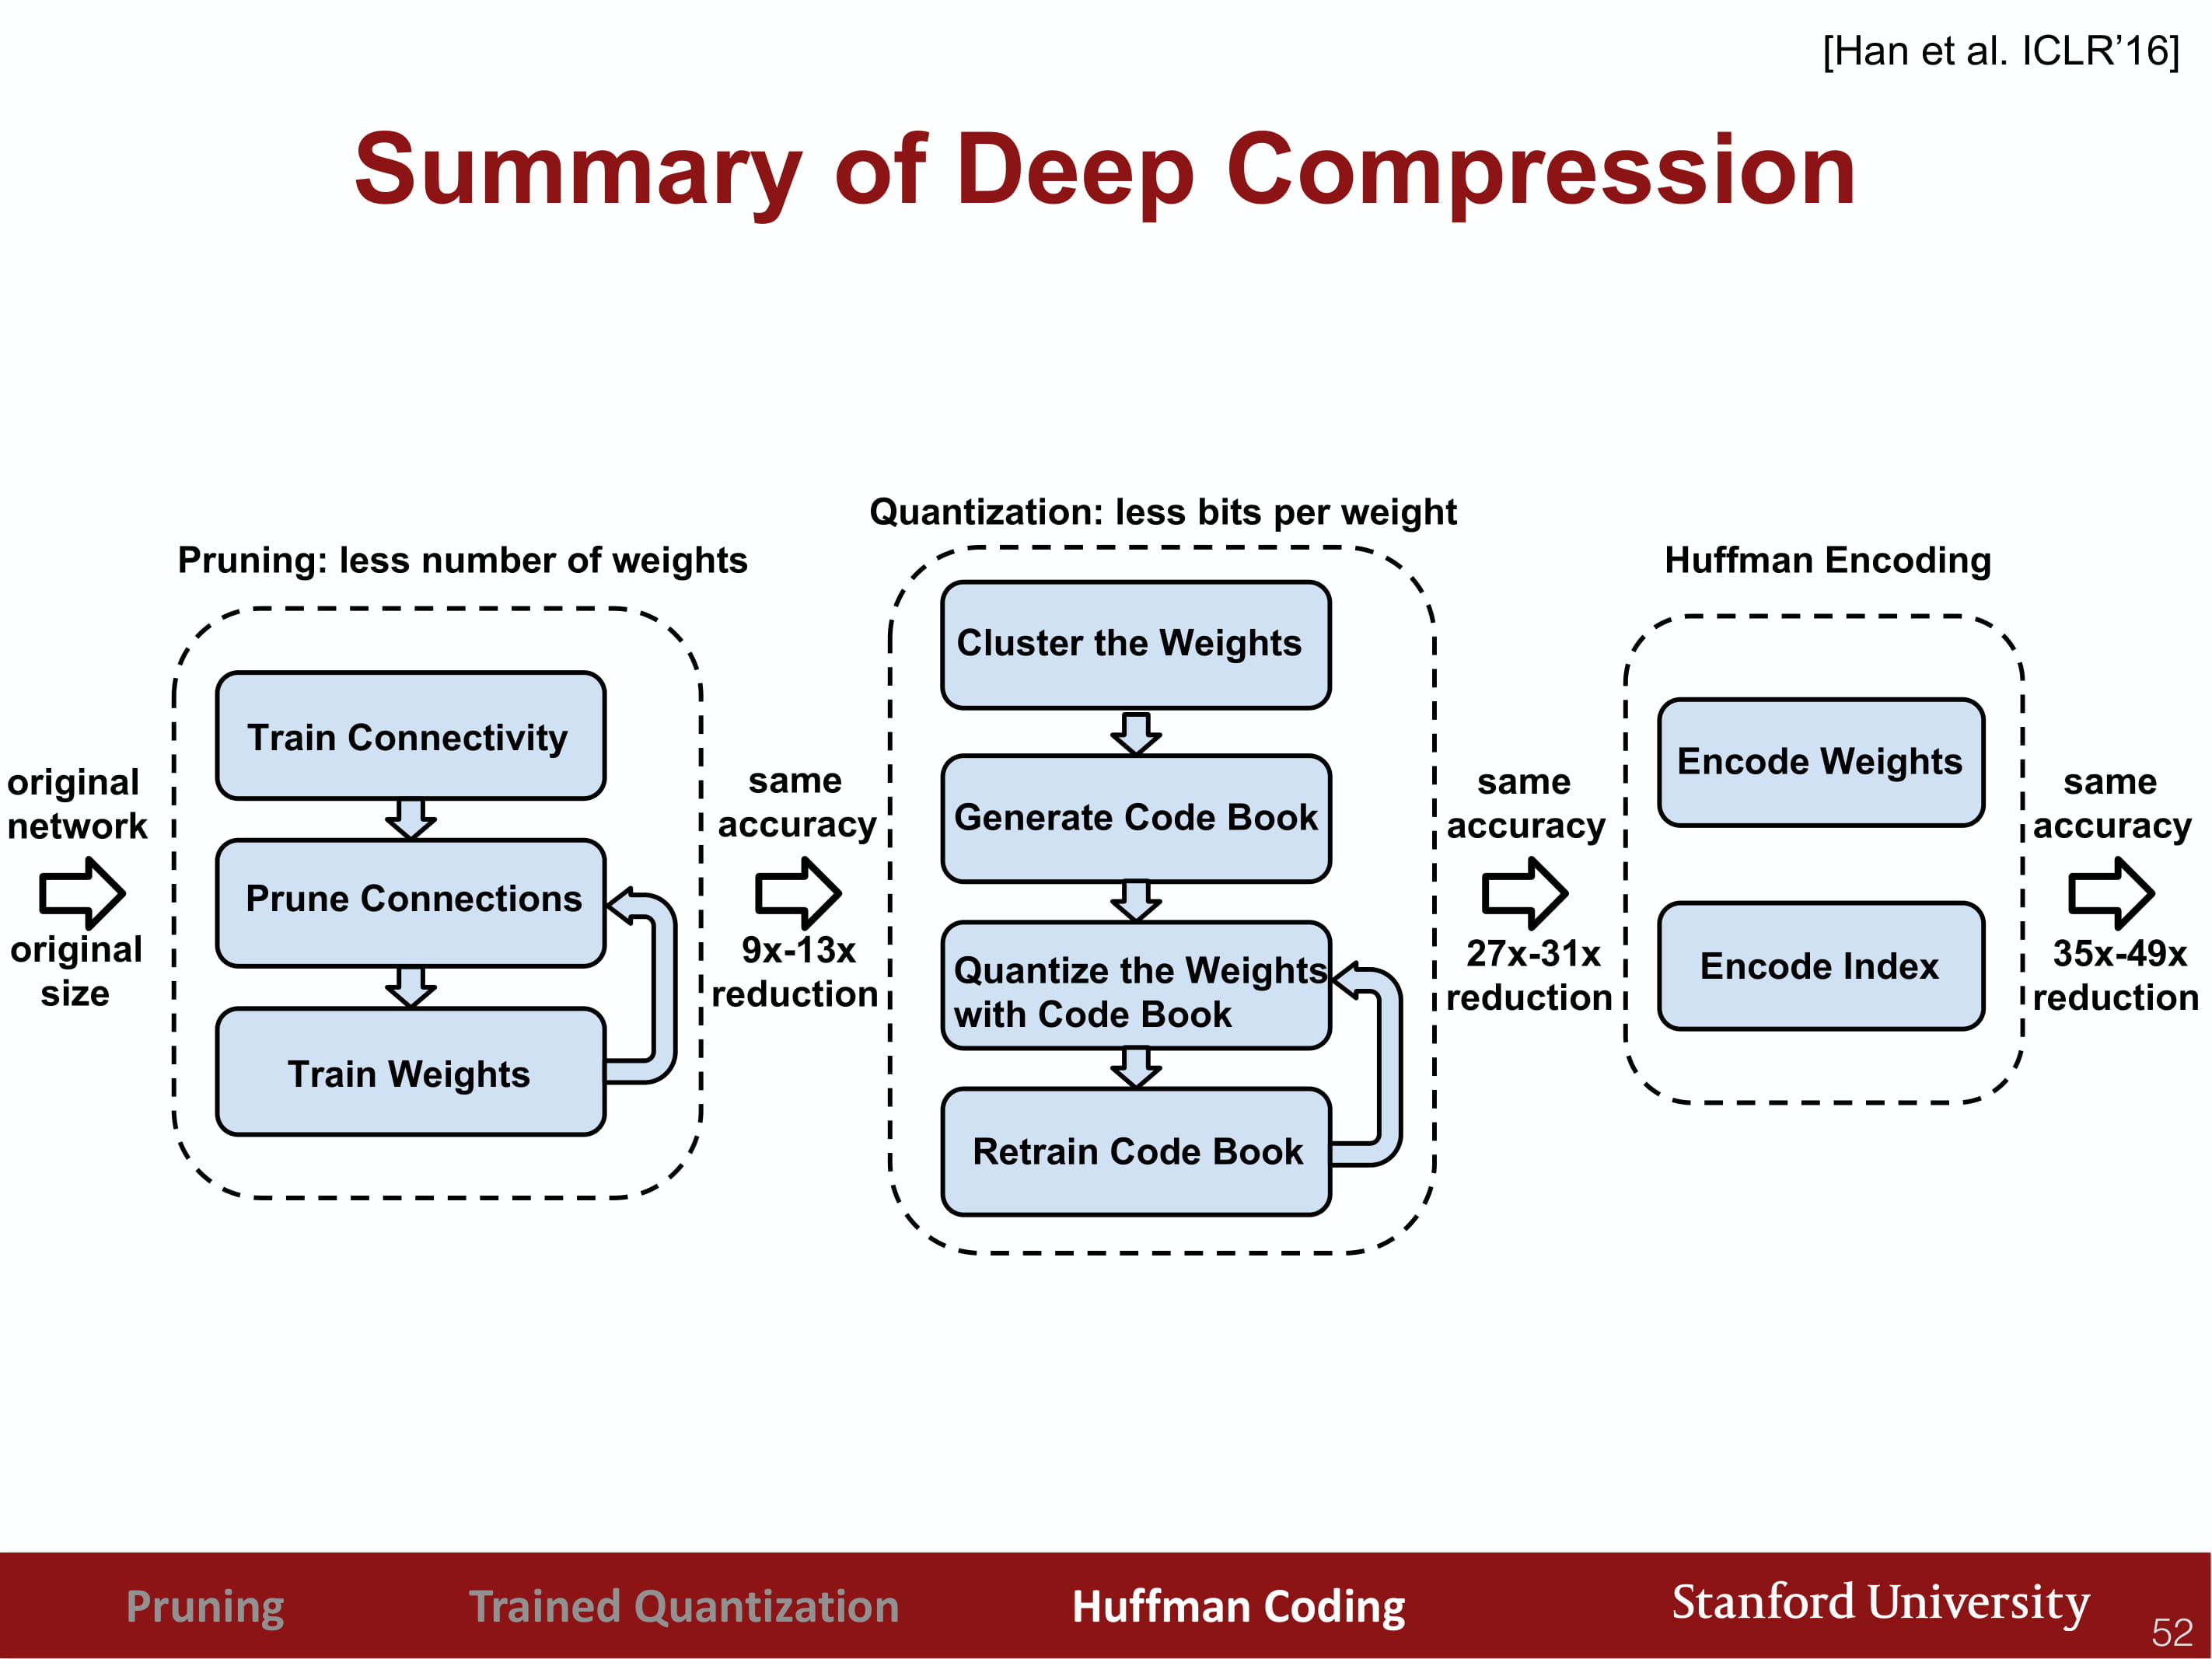 [Han et al. ICLR’16]
Summary of Deep Compression
original
network
original
size
Pruning: less number of weights
Train Connectivity
Prune Connections
Train Weights
same
accuracy
9x-13x
reduction
Quantization: less bits per weight
Cluster the Weights
Generate Code Book
Quantize the Weights
with Code Book
Retrain Code Book
same
accuracy
27x-31x
reduction
Huffman Encoding
Encode Weights
Encode Index
same
accuracy
35x-49x
reduction
Pruning
Trained Quantization
Huffman Coding
Stanford University
52